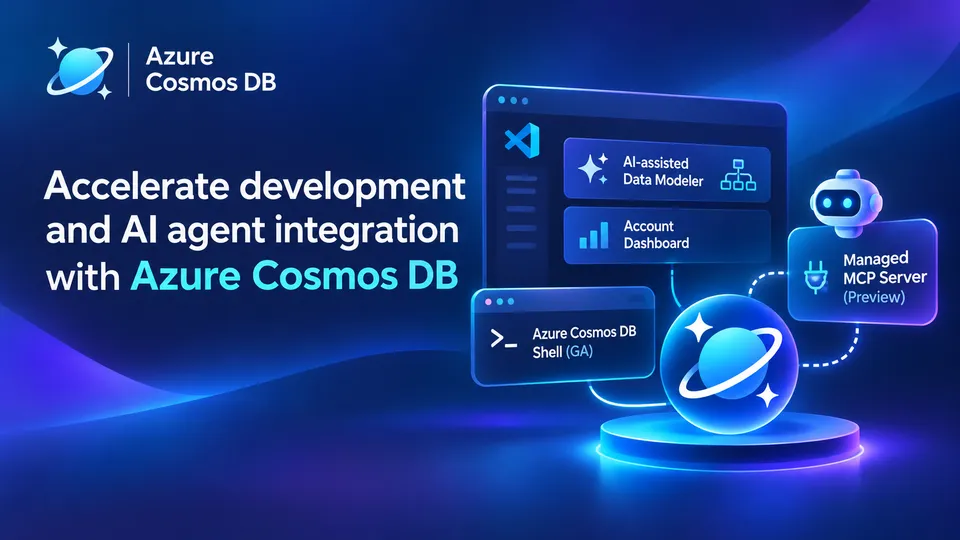 Azure
Cosmos DB
Accelerate development
and AI agent integration
with Azure Cosmos DB
AI-assisted
Data Modeler
Account
Dashboard
Managed
MCP Server
(Preview)
Azure Cosmos DB
Shell (GA)